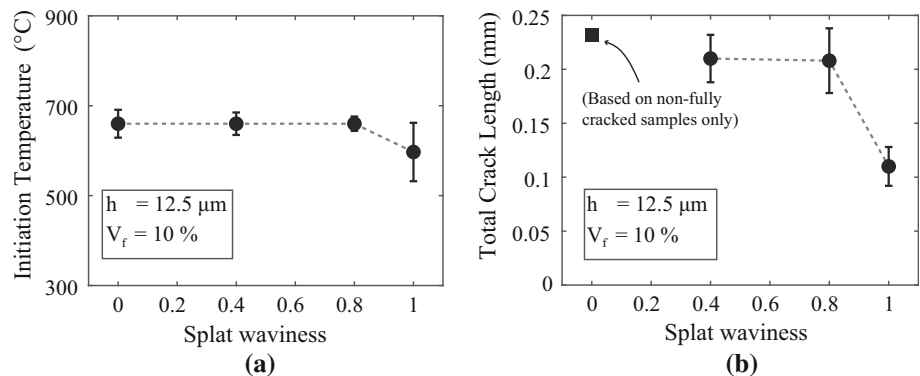 900
700
500
300
Initiation Temperature (°C)
h = 12.5 μm
V_f = 10 %
0 0.2 0.4 0.6 0.8 1
Splat waviness
(a)
0.25
0.2
0.15
0.1
0.05
0
Total Crack Length (mm)
(Based on non-fully
cracked samples only)
h = 12.5 μm
V_f = 10 %
0 0.2 0.4 0.6 0.8 1
Splat waviness
(b)